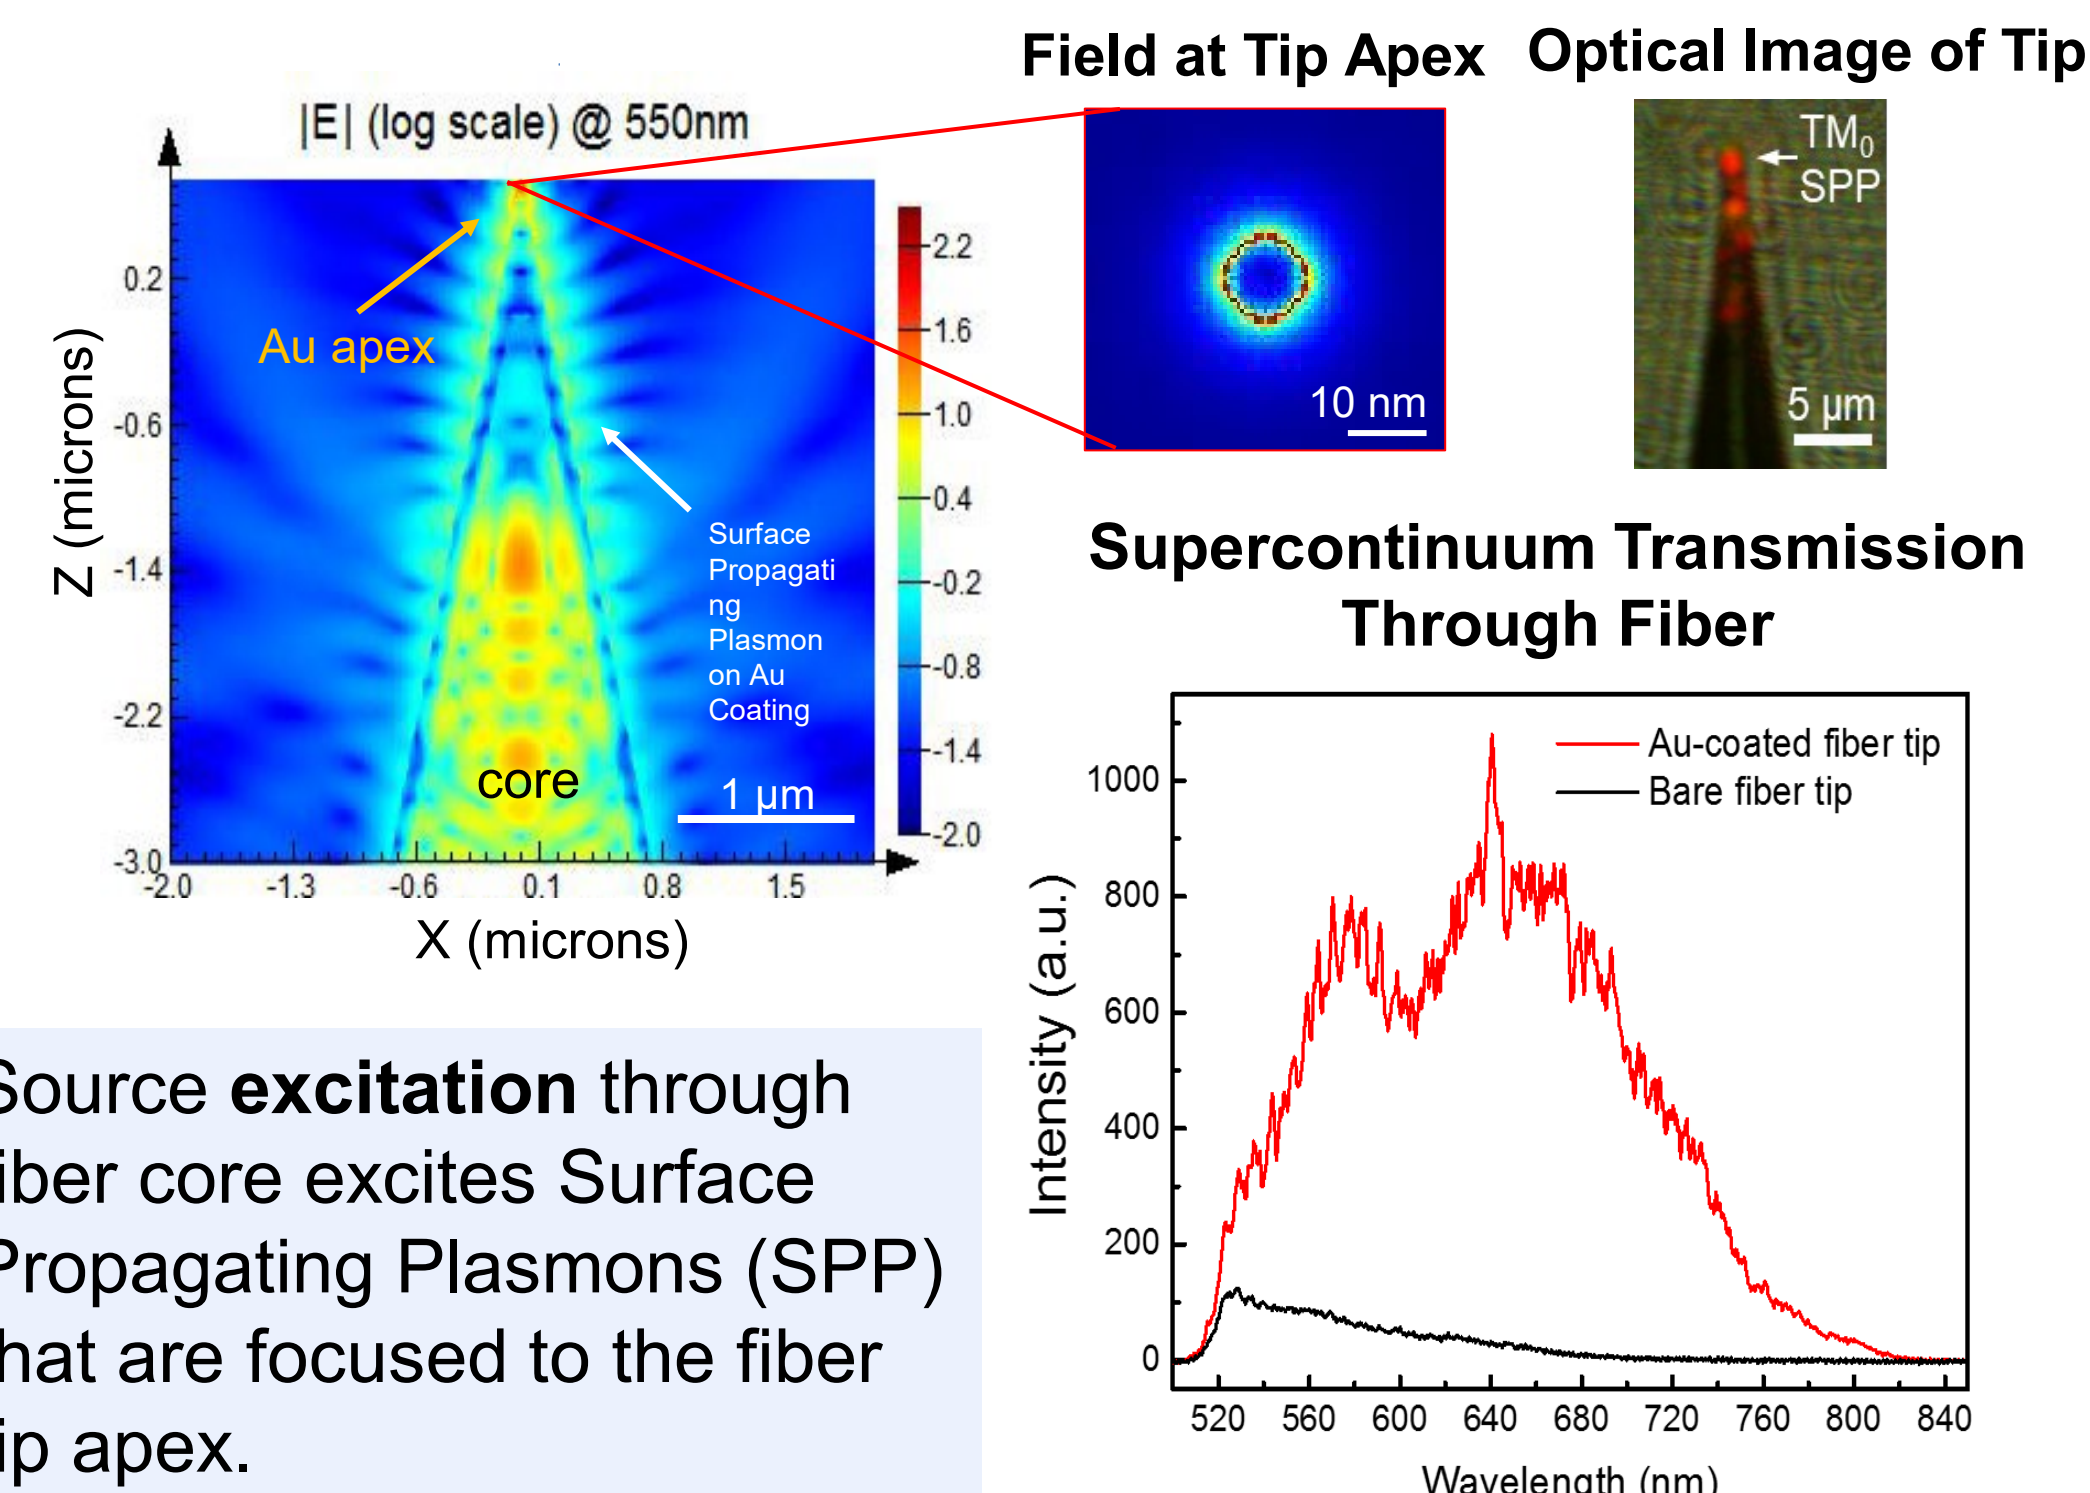 Field at Tip Apex
Optical Image of Tip
|E| (log scale) @ 550nm
Au apex
Surface
Propagati
ng
Plasmon
on Au
Coating
core
1 µm
Z (microns)
0.2
-0.6
-1.4
-2.2
-3.0
-2.0
-1.3
-0.6
0.1
0.8
1.5
X (microns)
2.2
1.6
1.0
0.4
-0.2
-0.8
-1.4
-2.0
10 nm
TM₀
SPP
5 µm
Supercontinuum Transmission
Through Fiber
Au-coated fiber tip
Bare fiber tip
Intensity (a.u.)
1000
800
600
400
200
0
520 560 600 640 680 720 760 800 840
Wavelength (nm)
Source excitation through
iber core excites Surface
Propagating Plasmons (SPP)
hat are focused to the fiber
ip apex.